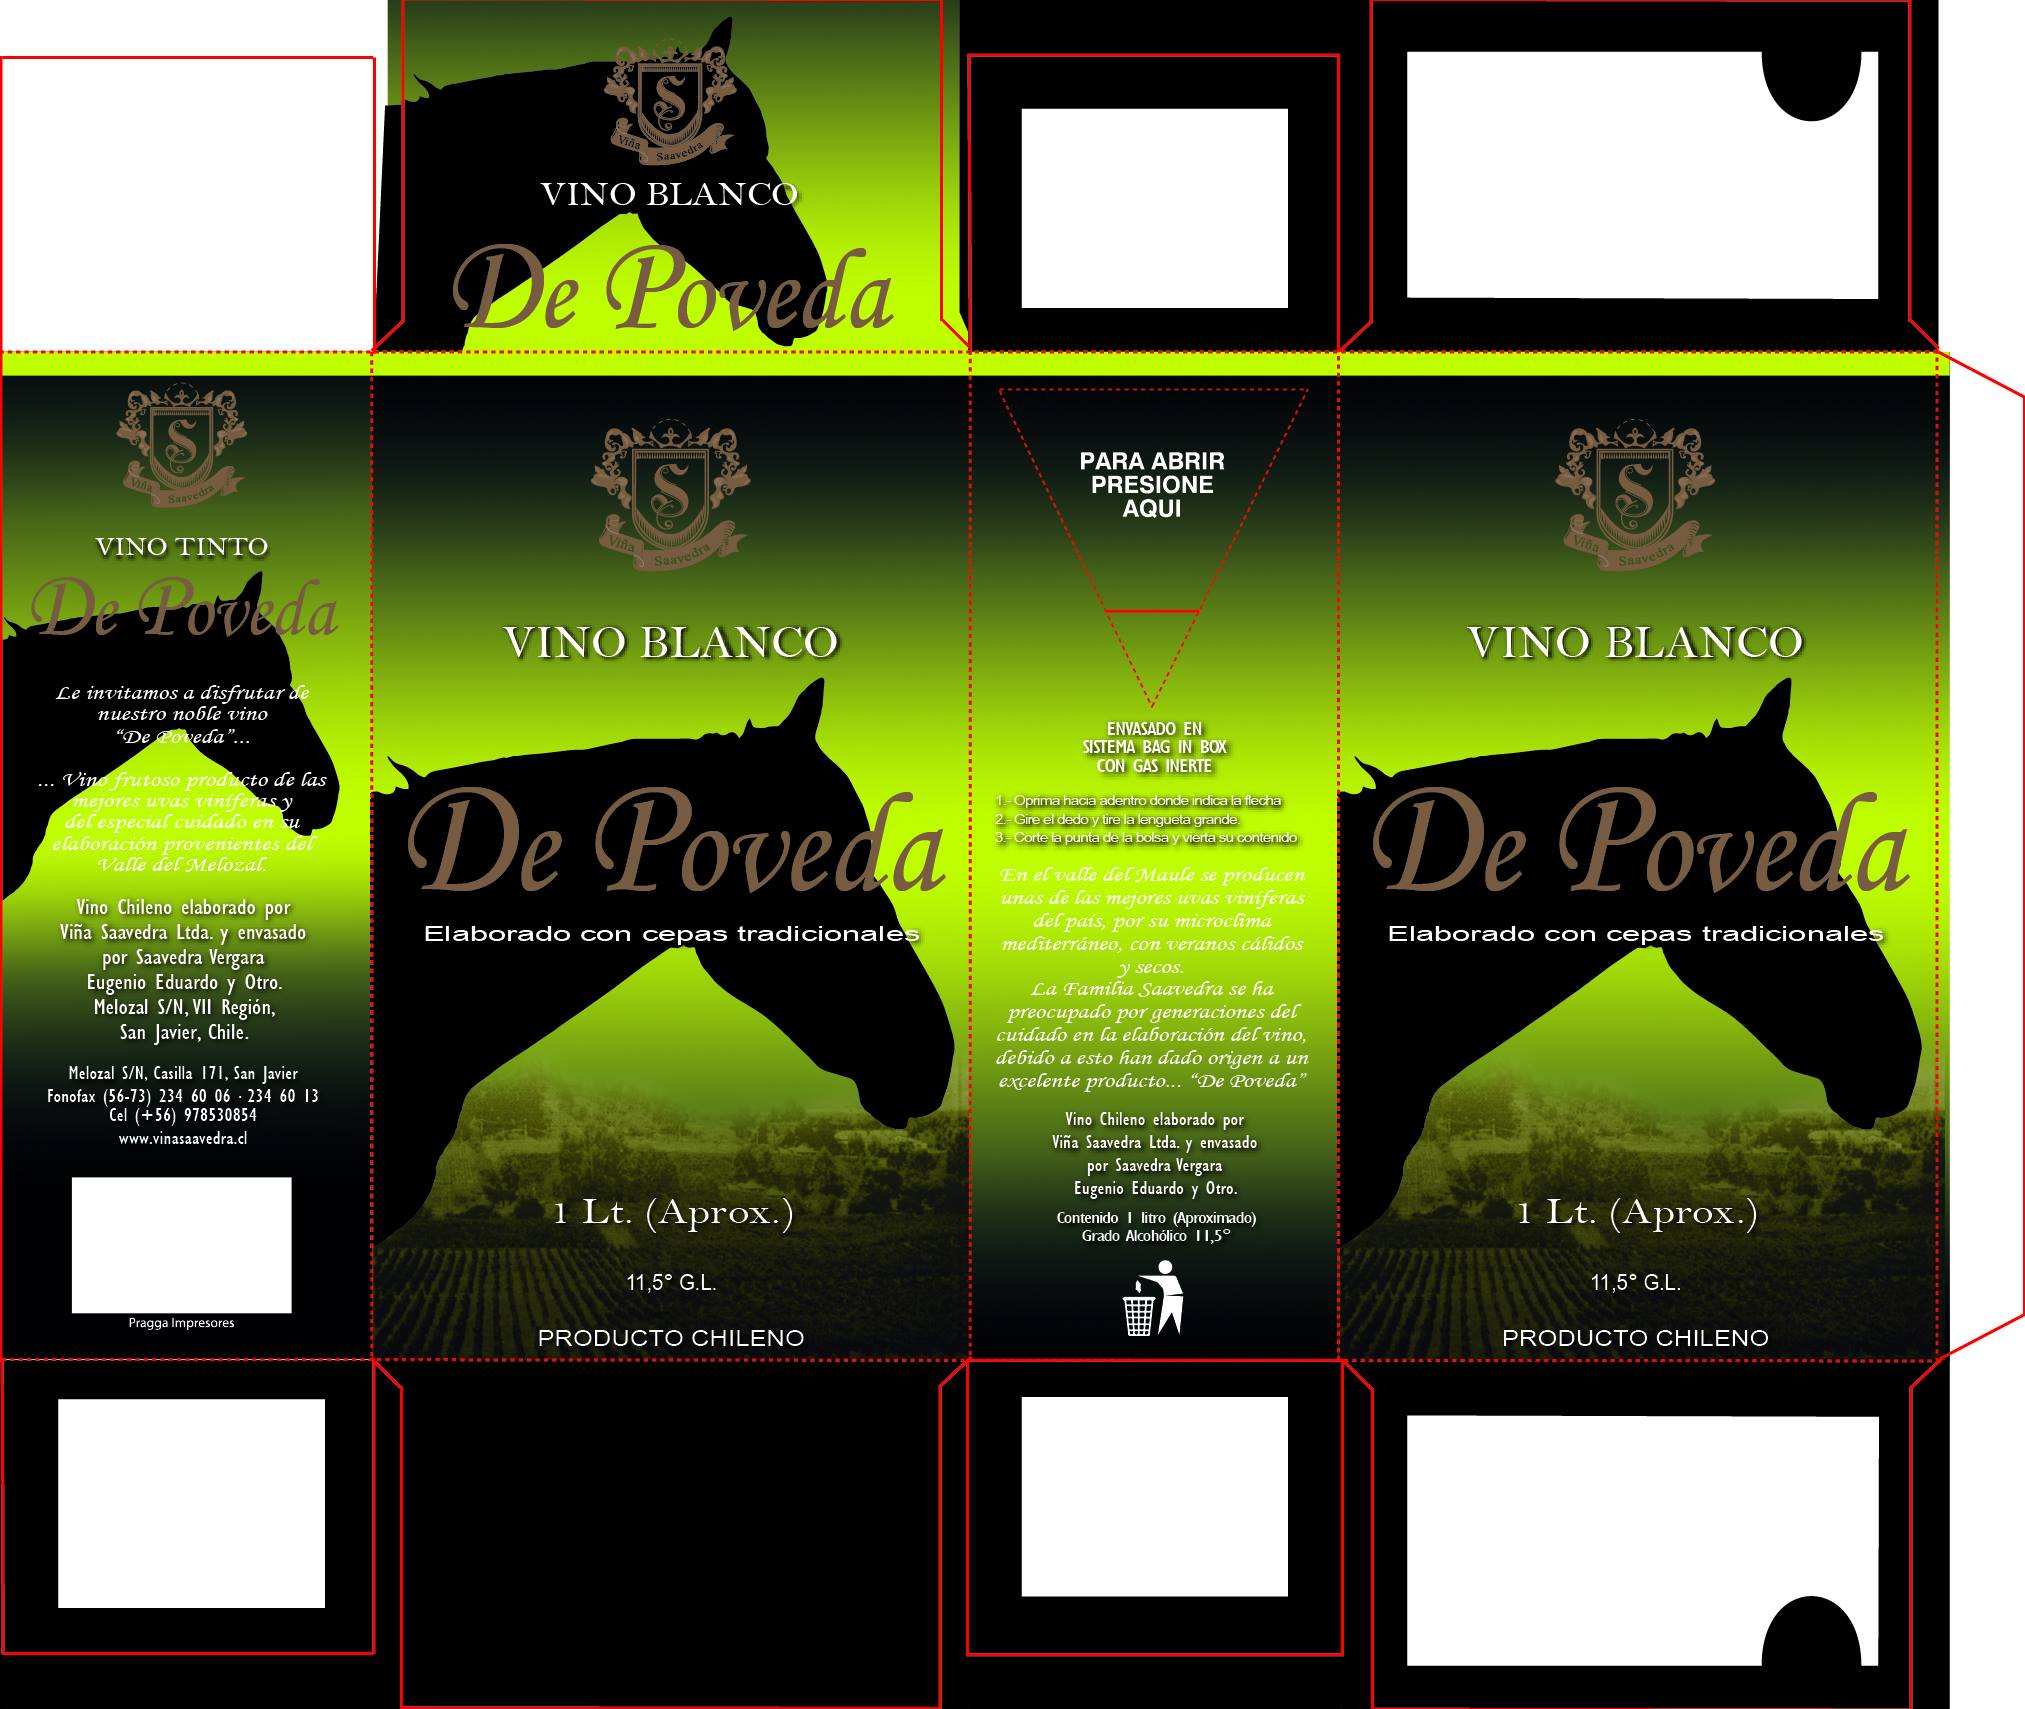 S
Viña Saavedra
VINO BLANCO
De Poveda
S
Viña Saavedra
VINO TINTO
De Poveda
Le invitamos a disfrutar de
nuestro noble vino
“De Poveda”...
... Vino frutoso producto de las
mejores uvas viníferas y
del especial cuidado en su
elaboración provenientes del
Valle del Melozal.
Vino Chileno elaborado por
Viña Saavedra Ltda. y envasado
por Saavedra Vergara
Eugenio Eduardo y Otro.
Melozal S/N, VII Región,
San Javier, Chile.
Melozal S/N, Casilla 171, San Javier
Fonofax (56-73) 234 60 06 · 234 60 13
Cel (+56) 978530854
www.vinasaavedra.cl
Pragga Impresores
S
Viña Saavedra
VINO BLANCO
De Poveda
Elaborado con cepas tradicionales
1 Lt. (Aprox.)
11,5° G.L.
PRODUCTO CHILENO
PARA ABRIR
PRESIONE
AQUI
ENVASADO EN
SISTEMA BAG IN BOX
CON GAS INERTE
1.- Oprima hacia adentro donde indica la flecha
2.- Gire el dedo y tire la lengueta grande.
3.- Corte la punta de la bolsa y vierta su contenido
En el valle del Maule se producen
unas de las mejores uvas viníferas
del país, por su microclima
mediterráneo, con veranos cálidos
y secos.
La Familia Saavedra se ha
preocupado por generaciones del
cuidado en la elaboración del vino,
debido a esto han dado origen a un
excelente producto... “De Poveda”
Vino Chileno elaborado por
Viña Saavedra Ltda. y envasado
por Saavedra Vergara
Eugenio Eduardo y Otro.
Contenido 1 litro (Aproximado)
Grado Alcohólico 11,5°
S
Viña Saavedra
VINO BLANCO
De Poveda
Elaborado con cepas tradicionales
1 Lt. (Aprox.)
11,5° G.L.
PRODUCTO CHILENO